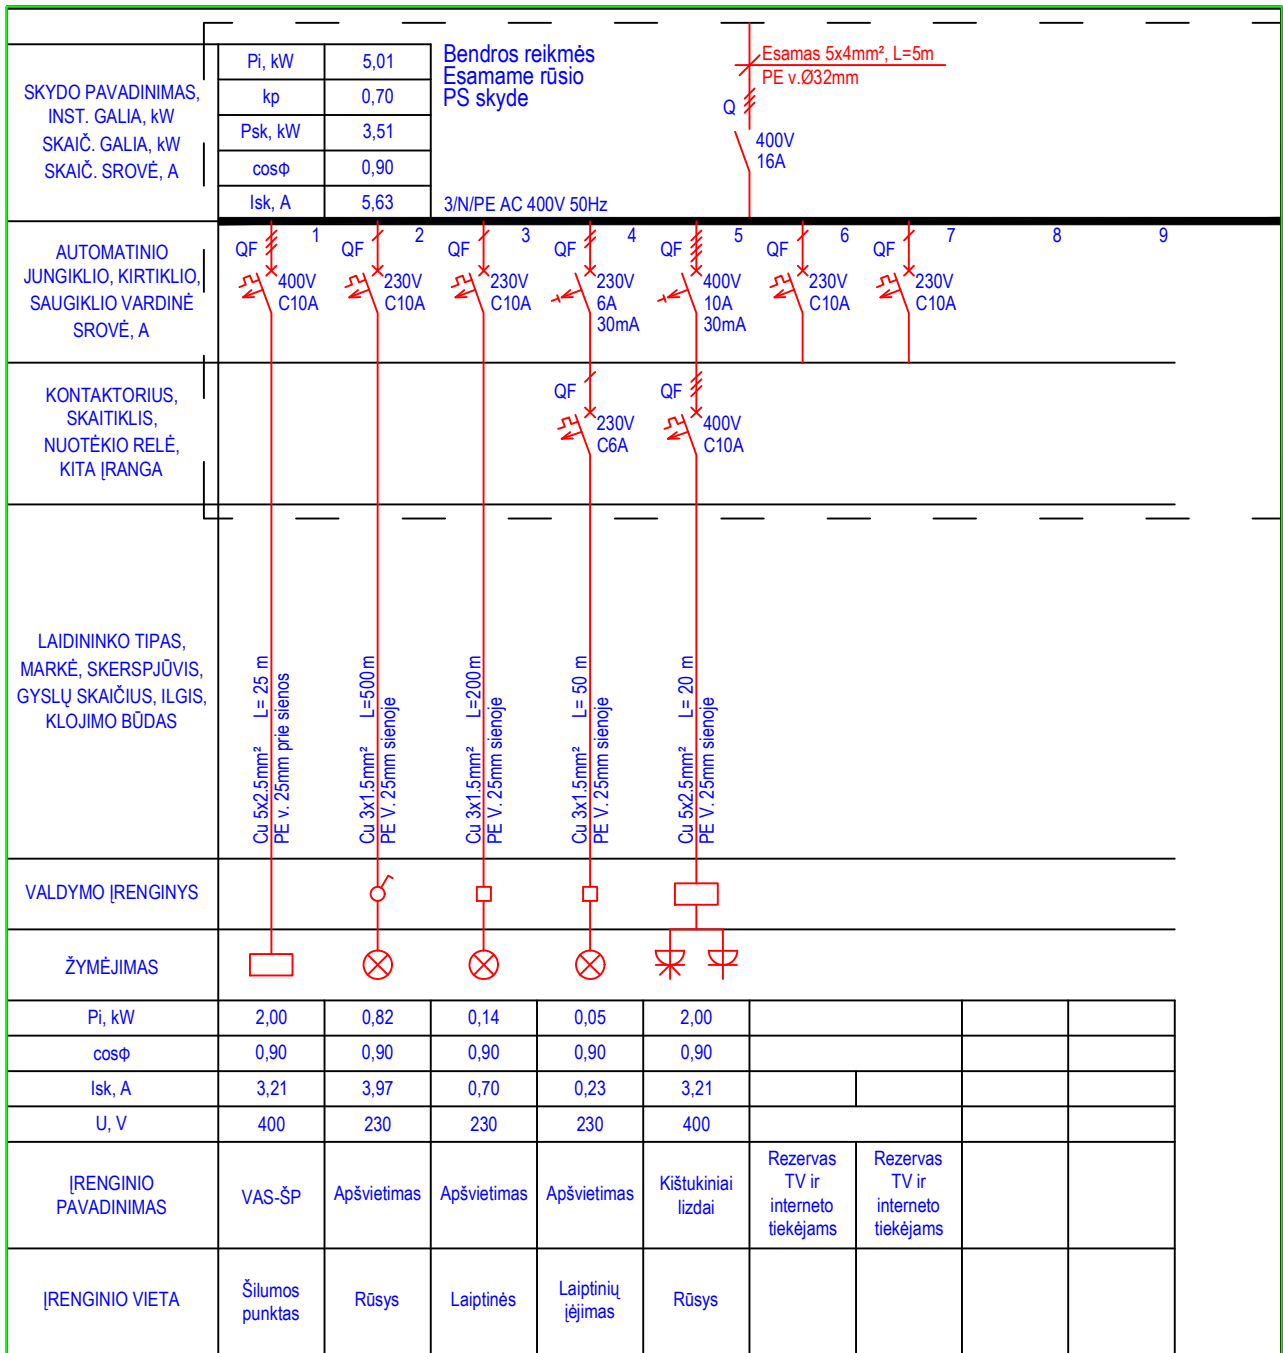 SKYDO PAVADINIMAS,
INST. GALIA, kW
SKAIČ. GALIA, kW
SKAIČ. SROVĖ, A
Pi, kW 5,01
kp 0,70
Psk, kW 3,51
cosΦ 0,90
Isk, A 5,63
Bendros reikmės
Esamame rūsio
PS skyde
3/N/PE AC 400V 50Hz
Esamas 5x4mm², L=5m
PE v.Ø32mm
Q
400V
16A
AUTOMATINIO
JUNGIKLIO, KIRTIKLIO,
SAUGIKLIO VARDINĖ
SROVĖ, A
1 2 3 4 5 6 7 8 9
QF QF QF QF QF QF QF
400V 230V 230V 230V 400V 230V 230V
C10A C10A C10A 6A 10A C10A C10A
30mA 30mA
KONTAKTORIUS,
SKAITIKLIS,
NUOTĖKIO RELĖ,
KITA ĮRANGA
QF QF
230V 400V
C6A C10A
LAIDININKO TIPAS,
MARKĖ, SKERSPJŪVIS,
GYSLŲ SKAIČIUS, ILGIS,
KLOJIMO BŪDAS
Cu 5x2.5mm² L= 25 m
PE v. 25mm prie sienos
Cu 3x1.5mm² L=500m
PE V. 25mm sienoje
Cu 3x1.5mm² L=200m
PE V. 25mm sienoje
Cu 3x1.5mm² L= 50 m
PE V. 25mm sienoje
Cu 5x2.5mm² L= 20 m
PE V. 25mm sienoje
VALDYMO ĮRENGINYS
ŽYMĖJIMAS
Pi, kW 2,00 0,82 0,14 0,05 2,00
cosΦ 0,90 0,90 0,90 0,90 0,90
Isk, A 3,21 3,97 0,70 0,23 3,21
U, V 400 230 230 230 400
ĮRENGINIO
PAVADINIMAS
VAS-ŠP
Apšvietimas
Apšvietimas
Apšvietimas
Kištukiniai
lizdai
Rezervas
TV ir
interneto
tiekėjams
Rezervas
TV ir
interneto
tiekėjams
ĮRENGINIO VIETA
Šilumos
punktas
Rūsys
Laiptinės
Laiptinių
įėjimas
Rūsys